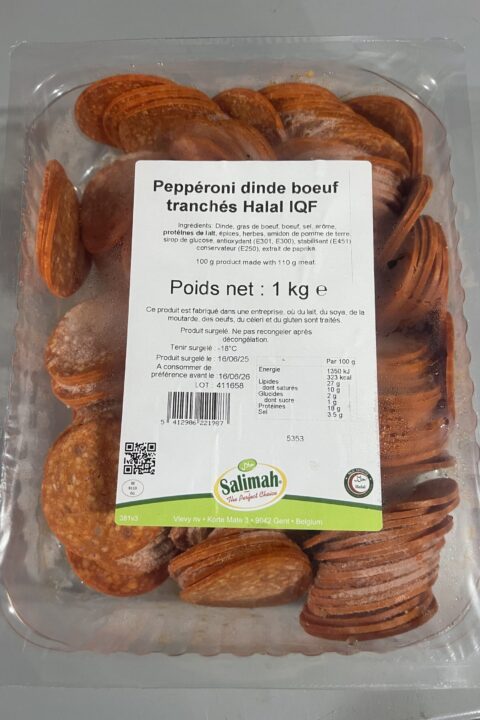 Peppéroni dinde boeuf
tranchés Halal IQF
Ingrédients: Dinde, gras de boeuf, boeuf, sel, arôme,
protéines de lait, épices, herbes, amidon de pomme de terre,
sirop de glucose, antioxydant (E301, E300), stabilisant (E451)
conservateur (E250), extrait de paprika.
100 g product made with 110 g meat.
Poids net : 1 kg e
Ce produit est fabriqué dans une entreprise, où du lait, du soya, de la
moutarde, des oeufs, du céleri et du gluten sont traités.
Produit surgelé. Ne pas recongeler après
décongélation.
Tenir surgelé : -18°C
Produit surgelé le : 16/06/25
A consommer de
préférence avant le : 16/06/26
LOT : 411658
Par 100 g
Energie 1350 kJ
323 kcal
Lipides 27 g
dont saturés 10 g
Glucides 2 g
dont sucre 1 g
Protéines 18 g
Sel 3.5 g
5 412906 221987
5353
Salimah
The Perfect Choice
Halal
381v3
Vlevy nv • Korte Mate 3 • 9042 Gent • Belgium